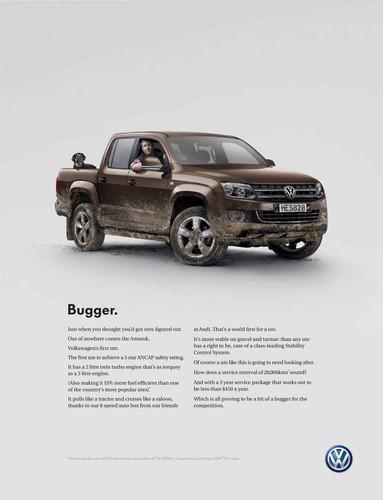 HES820
Bugger.
Just when you thought you'd got utes figured out.
Out of nowhere comes the Amarok.
Volkswagen's first ute.
The first ute to achieve a 5 star ANCAP safety rating.
It has a 2 litre twin turbo engine that's as torquey
as a 3 litre engine.
(Also making it 15% more fuel efficient than one
of the country's most popular utes).
It pulls like a tractor and cruises like a saloon,
thanks to our 8 speed auto box from our friends
at Audi. That's a world first for a ute.
It's more stable on gravel and tarmac than any ute
has a right to be, care of a class-leading Stability
Control System.
Of course a ute like this is going to need looking after.
How does a service interval of 20,000kms sound?
And with a 3 year service package that works out to
be less than $450 a year.
Which is all proving to be a bit of a bugger for the
competition.